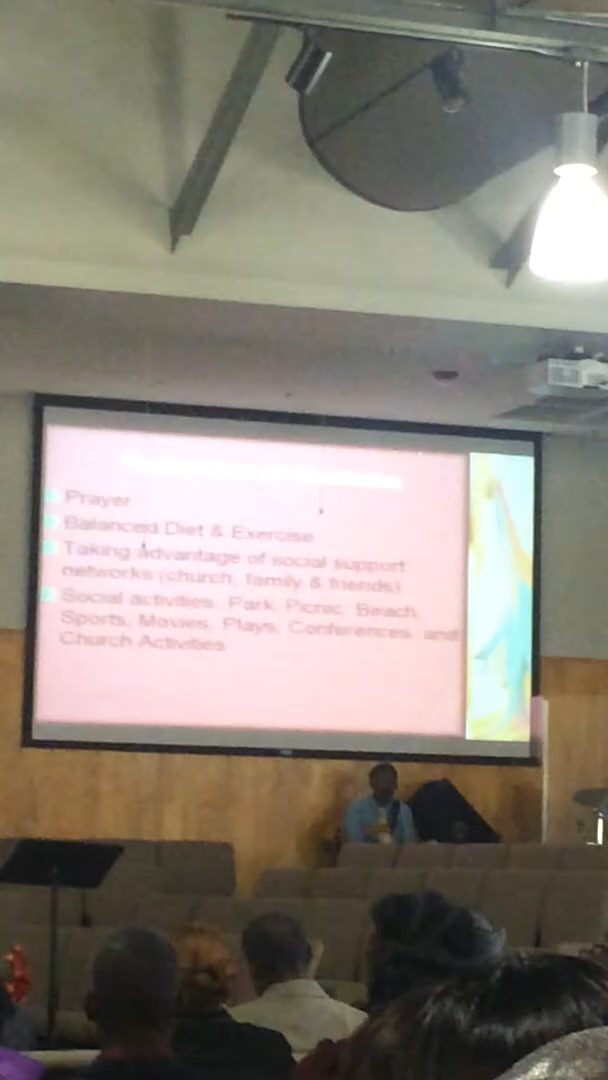 Prayer
Balanced Diet & Exercise
Taking advantage of social support
networks (church, family & friends)
Social activities: Park, Picnic, Beach,
Sports, Movies, Plays, Conferences, and
Church Activities